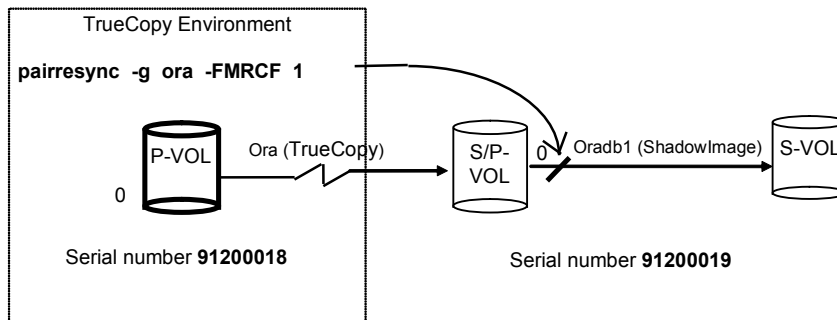 TrueCopy Environment
pairresync -g ora -FMRCF 1
P-VOL
0
Ora (TrueCopy)
S/P-
VOL
0
Oradb1 (ShadowImage)
S-VOL
Serial number 91200018
Serial number 91200019